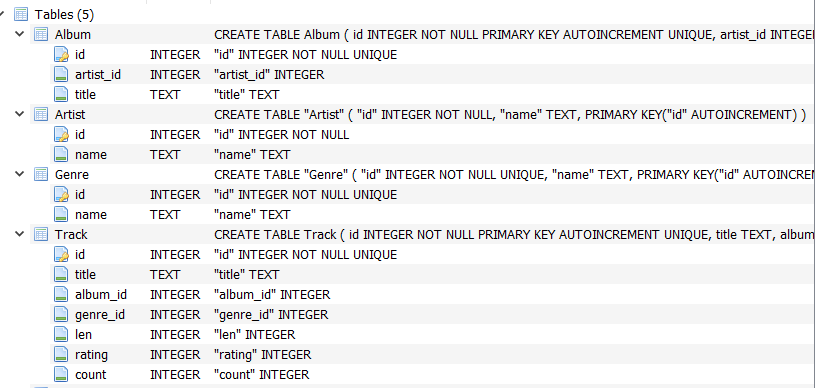 Tables (5)
Album CREATE TABLE Album ( id INTEGER NOT NULL PRIMARY KEY AUTOINCREMENT UNIQUE, artist_id INTEGER
id INTEGER "id" INTEGER NOT NULL UNIQUE
artist_id INTEGER "artist_id" INTEGER
title TEXT "title" TEXT
Artist CREATE TABLE "Artist" ( "id" INTEGER NOT NULL, "name" TEXT, PRIMARY KEY("id" AUTOINCREMENT) )
id INTEGER "id" INTEGER NOT NULL
name TEXT "name" TEXT
Genre CREATE TABLE "Genre" ( "id" INTEGER NOT NULL UNIQUE, "name" TEXT, PRIMARY KEY("id" AUTOINCREM
id INTEGER "id" INTEGER NOT NULL UNIQUE
name TEXT "name" TEXT
Track CREATE TABLE Track ( id INTEGER NOT NULL PRIMARY KEY AUTOINCREMENT UNIQUE, title TEXT, album
id INTEGER "id" INTEGER NOT NULL UNIQUE
title TEXT "title" TEXT
album_id INTEGER "album_id" INTEGER
genre_id INTEGER "genre_id" INTEGER
len INTEGER "len" INTEGER
rating INTEGER "rating" INTEGER
count INTEGER "count" INTEGER